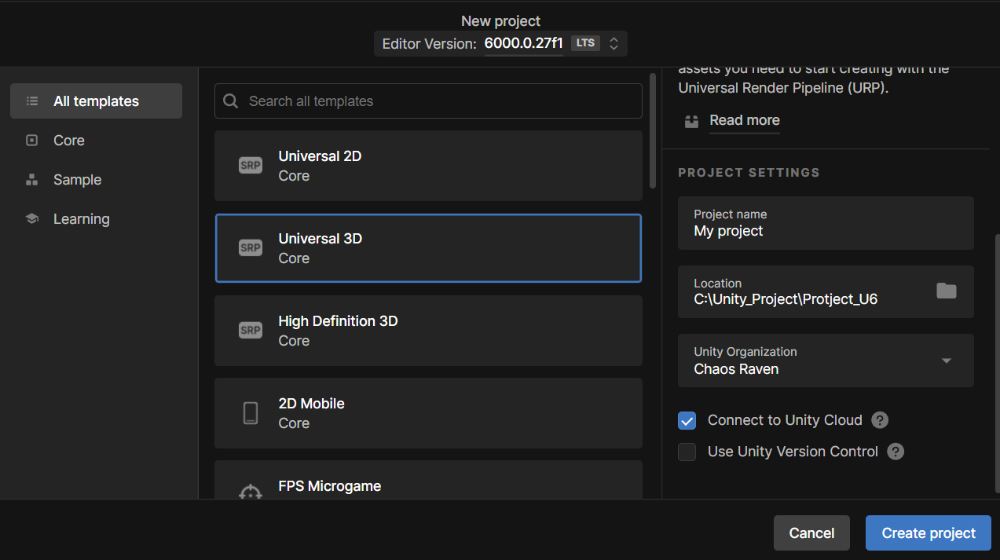 New project
Editor Version: 6000.0.27f1 LTS
All templates
Core
Sample
Learning
Search all templates
SRP
Universal 2D
Core
SRP
Universal 3D
Core
SRP
High Definition 3D
Core
2D Mobile
Core
FPS Microgame
assets you need to start creating with the
Universal Render Pipeline (URP).
Read more
PROJECT SETTINGS
Project name
My project
Location
C:\Unity_Project\Protject_U6
Unity Organization
Chaos Raven
Connect to Unity Cloud ?
Use Unity Version Control ?
Cancel
Create project